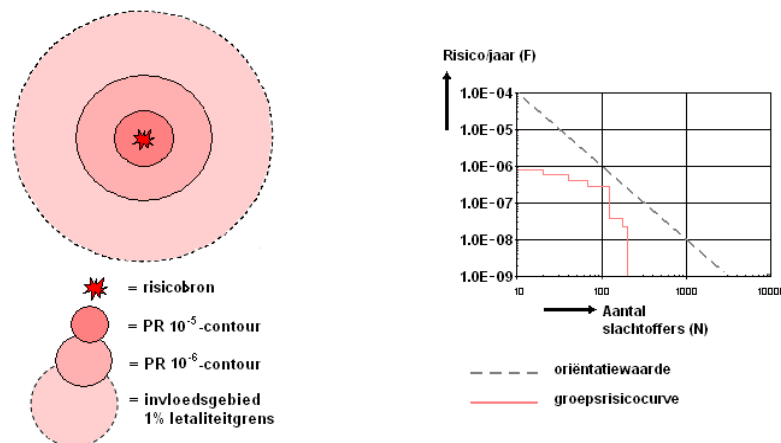 = risicobron
= PR 10⁻⁵-contour
= PR 10⁻⁶-contour
= invloedsgebied
1% letaliteitgrens
Risico/jaar (F)
1.0E-04
1.0E-05
1.0E-06
1.0E-07
1.0E-08
1.0E-09
10 100 1000 10000
Aantal
slachtoffers (N)
oriëntatiewaarde
groepsrisicocurve